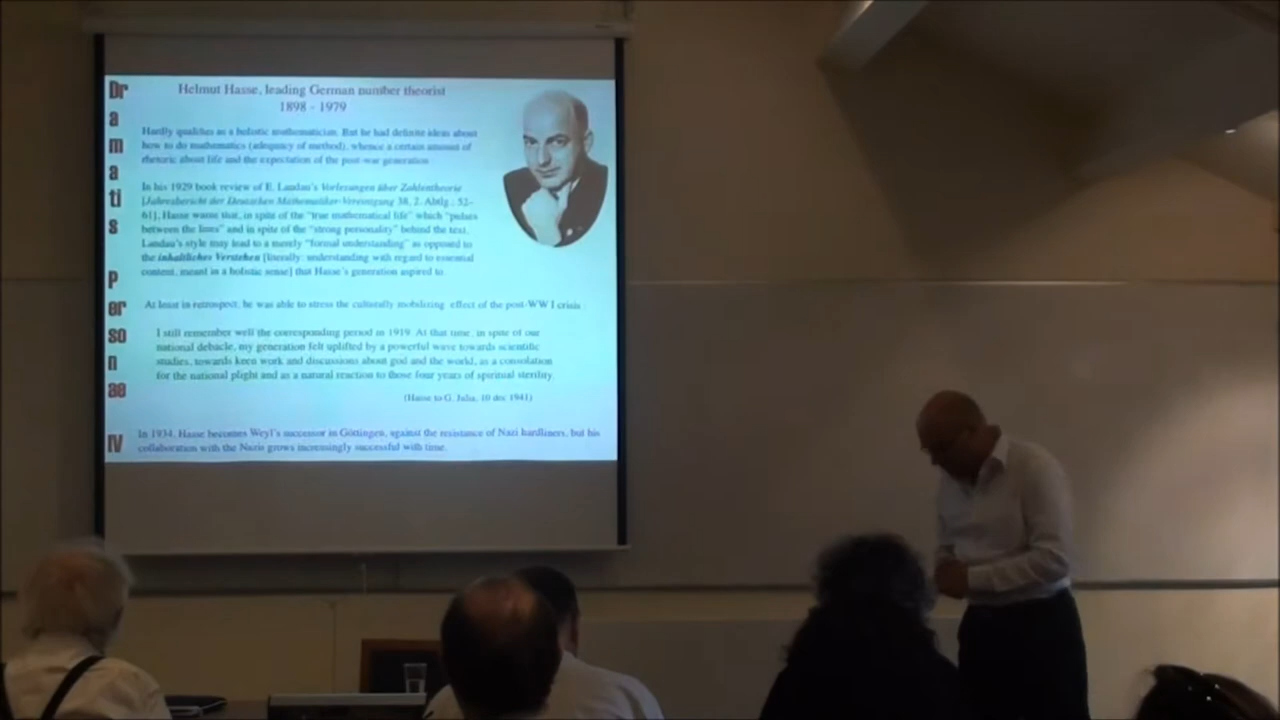 Dr
a
m
a
ti
s
P
er
so
n
ae
IV
Helmut Hasse, leading German number theorist
1898 - 1979
Hardly qualifies as a holistic mathematician. But he had definite ideas about
how to do mathematics (adequacy of method), whence a certain amount of
rhetoric about life and the expectation of the post-war generation
In his 1929 book review of E. Landau's Vorlesungen über Zahlentheorie
[Jahresbericht der Deutschen Mathematiker-Vereinigung 38, 2. Abtlg., 52-
61], Hasse warns that, in spite of the "true mathematical life" which "pulses
between the lines" and in spite of the "strong personality" behind the text,
Landau's style may lead to a merely "formal understanding" as opposed to
the inhaltliches Verstehen [literally: understanding with regard to essential
content, meant in a holistic sense] that Hasse's generation aspired to.
At least in retrospect, he was able to stress the culturally mobilizing effect of the post-WW I crisis
I still remember well the corresponding period in 1919. At that time, in spite of our
national debacle, my generation felt uplifted by a powerful wave towards scientific
studies, towards keen work and discussions about god and the world, as a consolation
for the national plight and as a natural reaction to those four years of spiritual sterility.
(Hasse to G. Julia, 10 dec 1941)
In 1934, Hasse becomes Weyl's successor in Göttingen, against the resistance of Nazi hardliners, but his
collaboration with the Nazis grows increasingly successful with time.